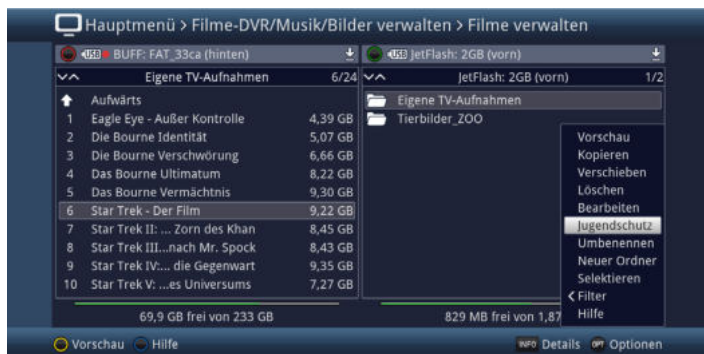 Hauptmenü > Filme-DVR/Musik/Bilder verwalten > Filme verwalten
USB BUFF: FAT_33ca (hinten)
Eigene TV-Aufnahmen 6/24
Aufwärts
1 Eagle Eye - Außer Kontrolle 4,39 GB
2 Die Bourne Identität 5,07 GB
3 Die Bourne Verschwörung 6,66 GB
4 Das Bourne Ultimatum 8,22 GB
5 Das Bourne Vermächtnis 9,30 GB
6 Star Trek - Der Film 9,22 GB
7 Star Trek II: ... Zorn des Khan 8,45 GB
8 Star Trek III...nach Mr. Spock 8,43 GB
9 Star Trek IV:... die Gegenwart 9,35 GB
10 Star Trek V: ...es Universums 7,27 GB
69,9 GB frei von 233 GB
USB JetFlash: 2GB (vorn)
JetFlash: 2GB (vorn) 1/2
Eigene TV-Aufnahmen
Tierbilder_ZOO
829 MB frei von 1,87
Vorschau
Kopieren
Verschieben
Löschen
Bearbeiten
Jugendschutz
Umbenennen
Neuer Ordner
Selektieren
< Filter
Hilfe
Vorschau Hilfe INFO Details OPT Optionen